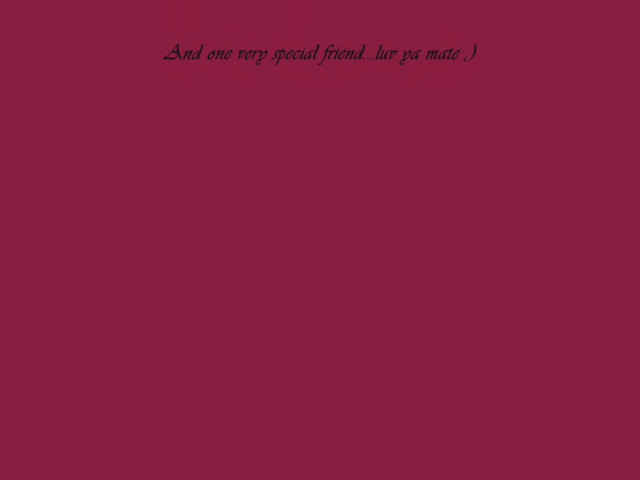 And one very special friend...luv ya mate ;)